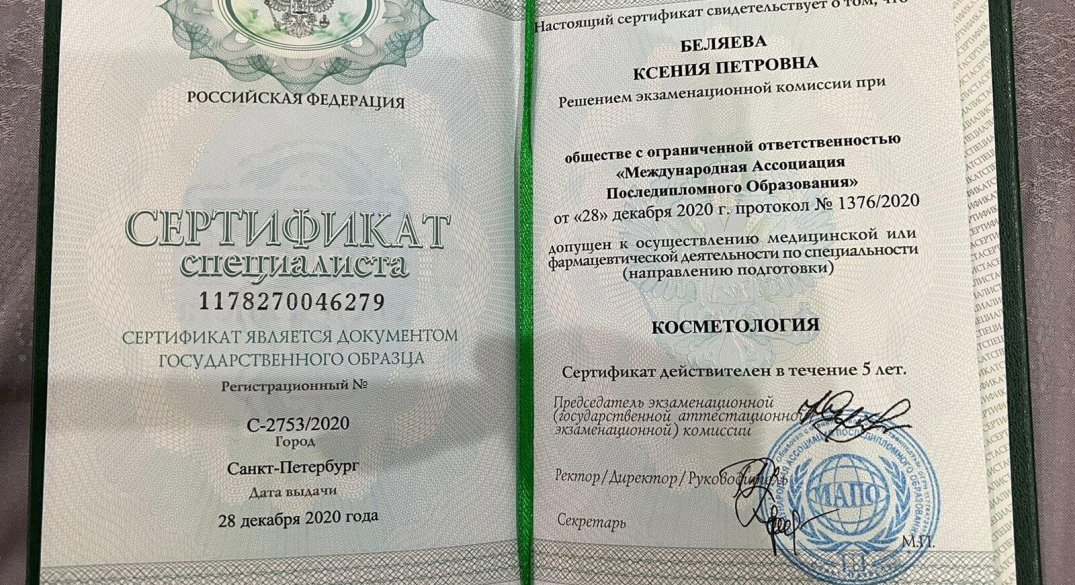 РОССИЙСКАЯ ФЕДЕРАЦИЯ
СЕРТИФИКАТ
специалиста
1178270046279
СЕРТИФИКАТ ЯВЛЯЕТСЯ ДОКУМЕНТОМ
ГОСУДАРСТВЕННОГО ОБРАЗЦА
Регистрационный №
С-2753/2020
Город
Санкт-Петербург
Дата выдачи
28 декабря 2020 года
Настоящий сертификат свидетельствует о том, что
БЕЛЯЕВА
КСЕНИЯ ПЕТРОВНА
Решением экзаменационной комиссии при
обществе с ограниченной ответственностью
«Международная Ассоциация
Последипломного Образования»
от «28» декабря 2020 г. протокол № 1376/2020
допущен к осуществлению медицинской или
фармацевтической деятельности по специальности
(направлению подготовки)
КОСМЕТОЛОГИЯ
Сертификат действителен в течение 5 лет.
Председатель экзаменационной
(государственной аттестационной
экзаменационной) комиссии
Ректор/Директор/Руководитель
Секретарь
МАПО
М.П.